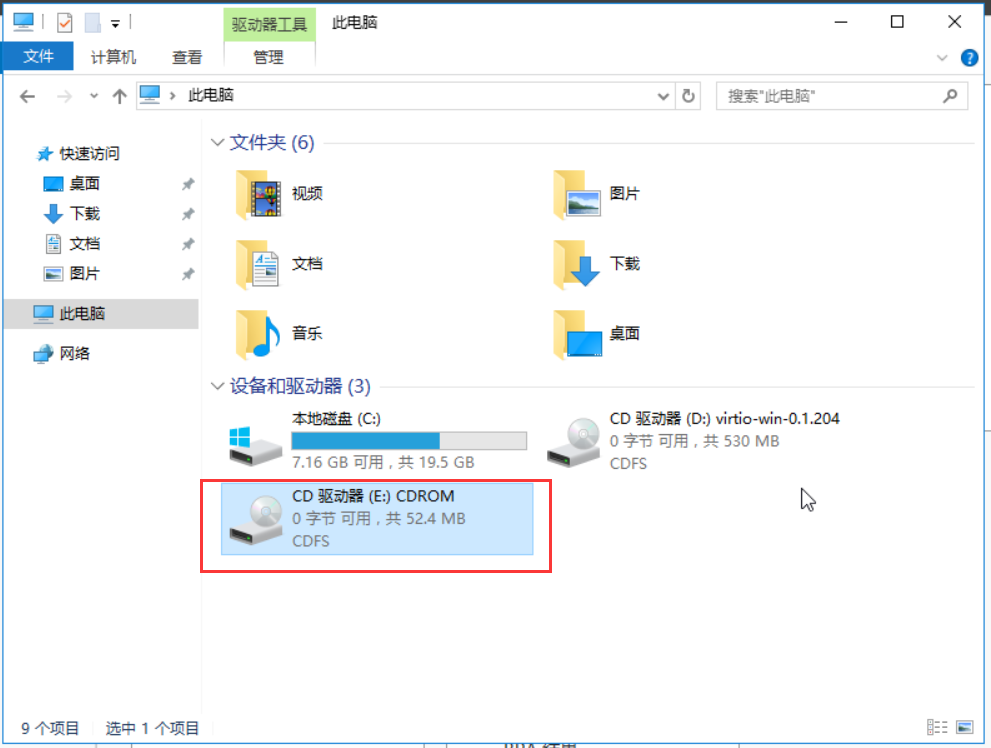 驱动器工具 此电脑
文件 计算机 查看 管理
此电脑 搜索"此电脑"
快速访问
桌面
下载
文档
图片
此电脑
网络
文件夹 (6)
视频 图片
文档 下载
音乐 桌面
设备和驱动器 (3)
本地磁盘 (C:)
7.16 GB 可用，共 19.5 GB
CD 驱动器 (D:) virtio-win-0.1.204
0 字节 可用，共 530 MB
CDFS
CD 驱动器 (E:) CDROM
0 字节 可用，共 52.4 MB
CDFS
9 个项目 选中 1 个项目